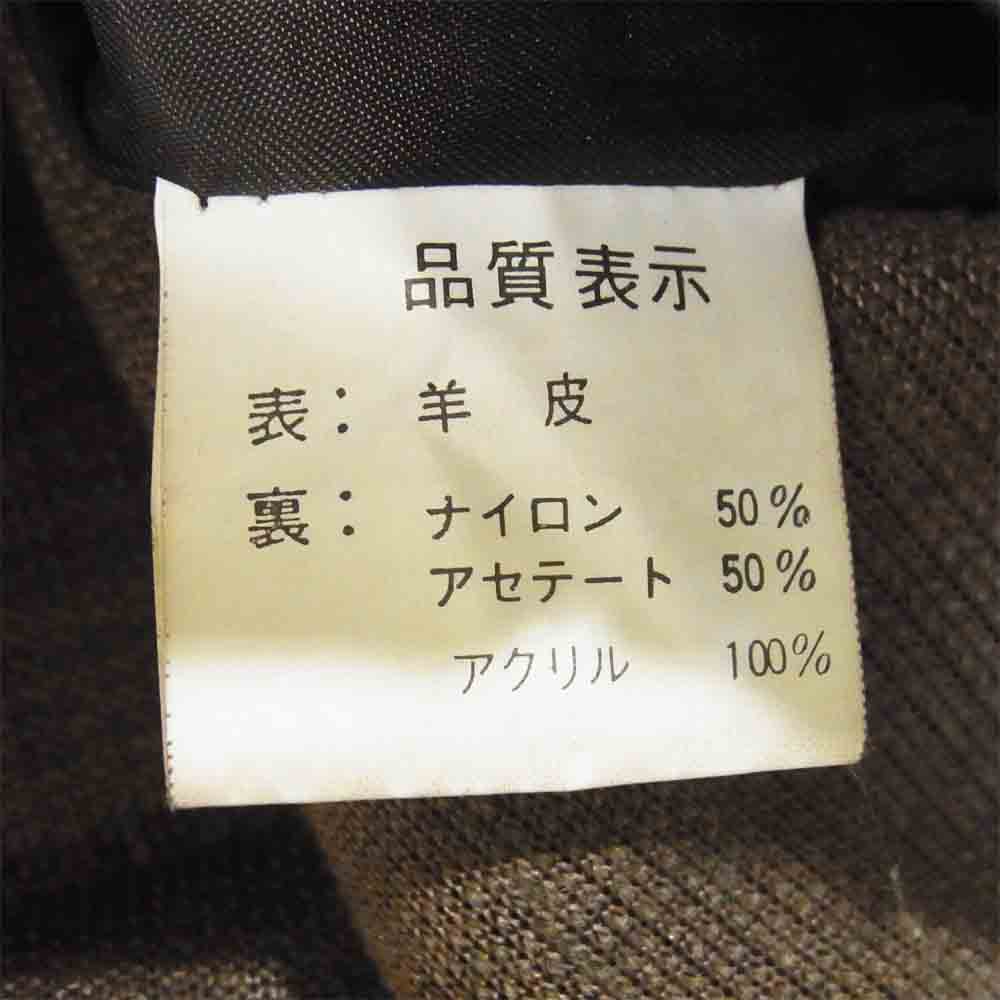 品質表示
表: 羊 皮
裏: ナイロン 50%
アセテート 50%
アクリル 100%